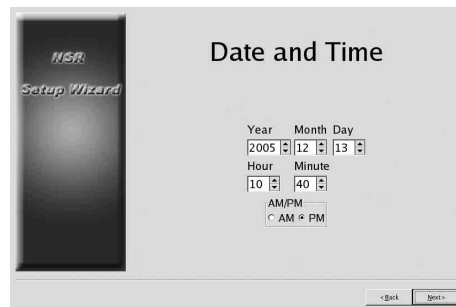 NSR
Setup Wizard
Date and Time
Year Month Day
2005 12 13
Hour Minute
10 40
AM/PM
AM PM
<Back Next>